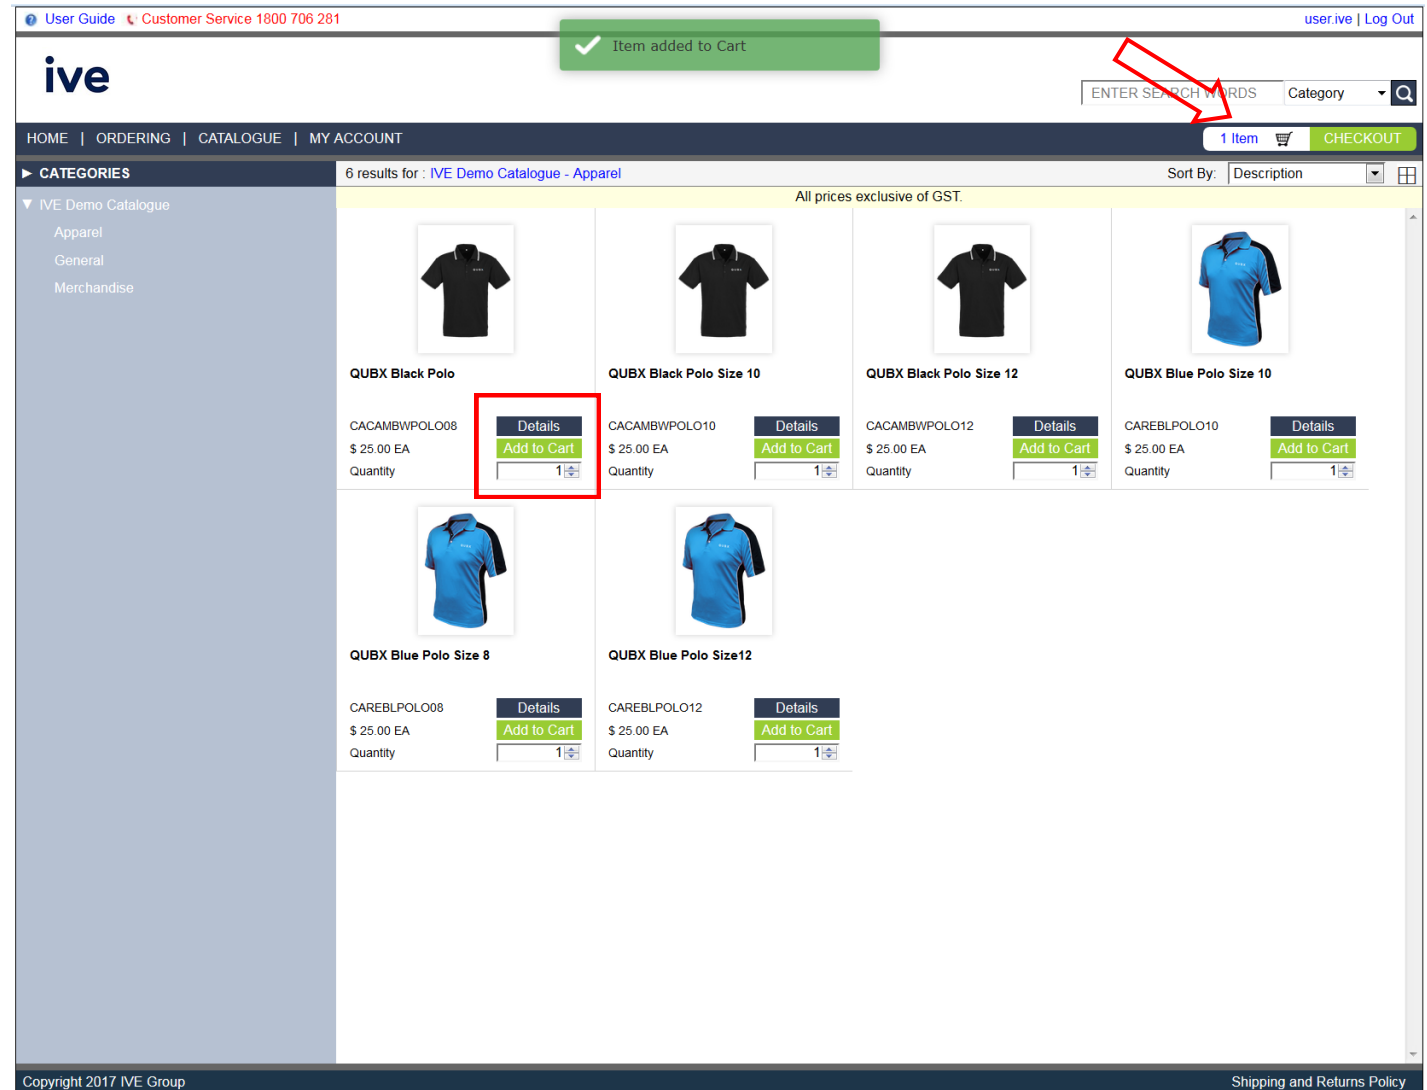 User Guide Customer Service 1800 706 281 user.ive | Log Out
Item added to Cart
ive
ENTER SEARCH WORDS Category
HOME | ORDERING | CATALOGUE | MY ACCOUNT 1 Item CHECKOUT
CATEGORIES 6 results for : IVE Demo Catalogue - Apparel Sort By: Description
All prices exclusive of GST.
IVE Demo Catalogue
Apparel
General
Merchandise
QUBX Black Polo
CACAMBWPOLO08 Details
$ 25.00 EA Add to Cart
Quantity 1
QUBX Black Polo Size 10
CACAMBWPOLO10 Details
$ 25.00 EA Add to Cart
Quantity 1
QUBX Black Polo Size 12
CACAMBWPOLO12 Details
$ 25.00 EA Add to Cart
Quantity 1
QUBX Blue Polo Size 10
CAREBLPOLO10 Details
$ 25.00 EA Add to Cart
Quantity 1
QUBX Blue Polo Size 8
CAREBLPOLO08 Details
$ 25.00 EA Add to Cart
Quantity 1
QUBX Blue Polo Size12
CAREBLPOLO12 Details
$ 25.00 EA Add to Cart
Quantity 1
Copyright 2017 IVE Group Shipping and Returns Policy